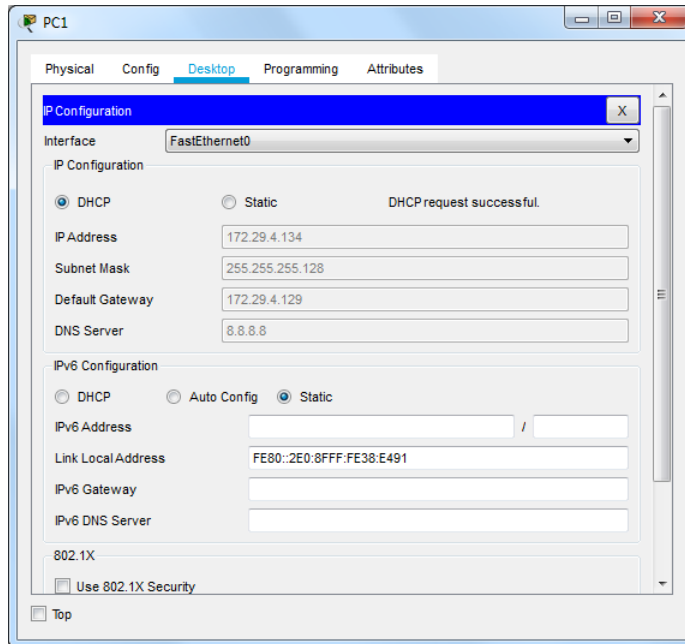 PC1
Physical Config Desktop Programming Attributes
IP Configuration X
Interface FastEthernet0
IP Configuration
DHCP Static DHCP request successful.
IP Address 172.29.4.134
Subnet Mask 255.255.255.128
Default Gateway 172.29.4.129
DNS Server 8.8.8.8
IPv6 Configuration
DHCP Auto Config Static
IPv6 Address /
Link Local Address FE80::2E0:8FFF:FE38:E491
IPv6 Gateway
IPv6 DNS Server
802.1X
Use 802.1X Security
Top